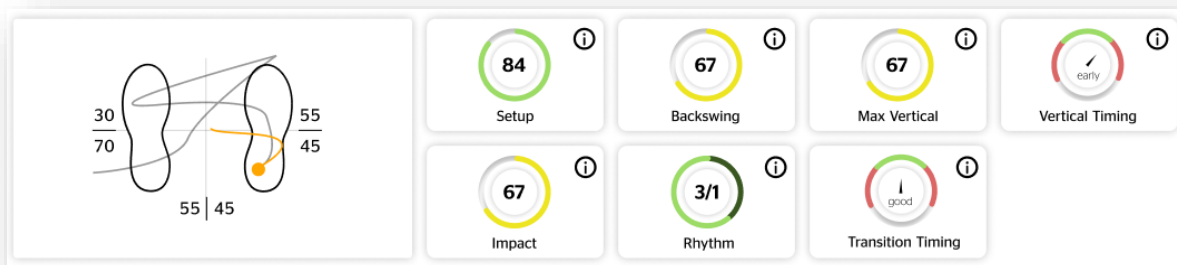 30
70
55
45
55 | 45
84
Setup
67
Backswing
67
Max Vertical
early
Vertical Timing
67
Impact
3/1
Rhythm
good
Transition Timing